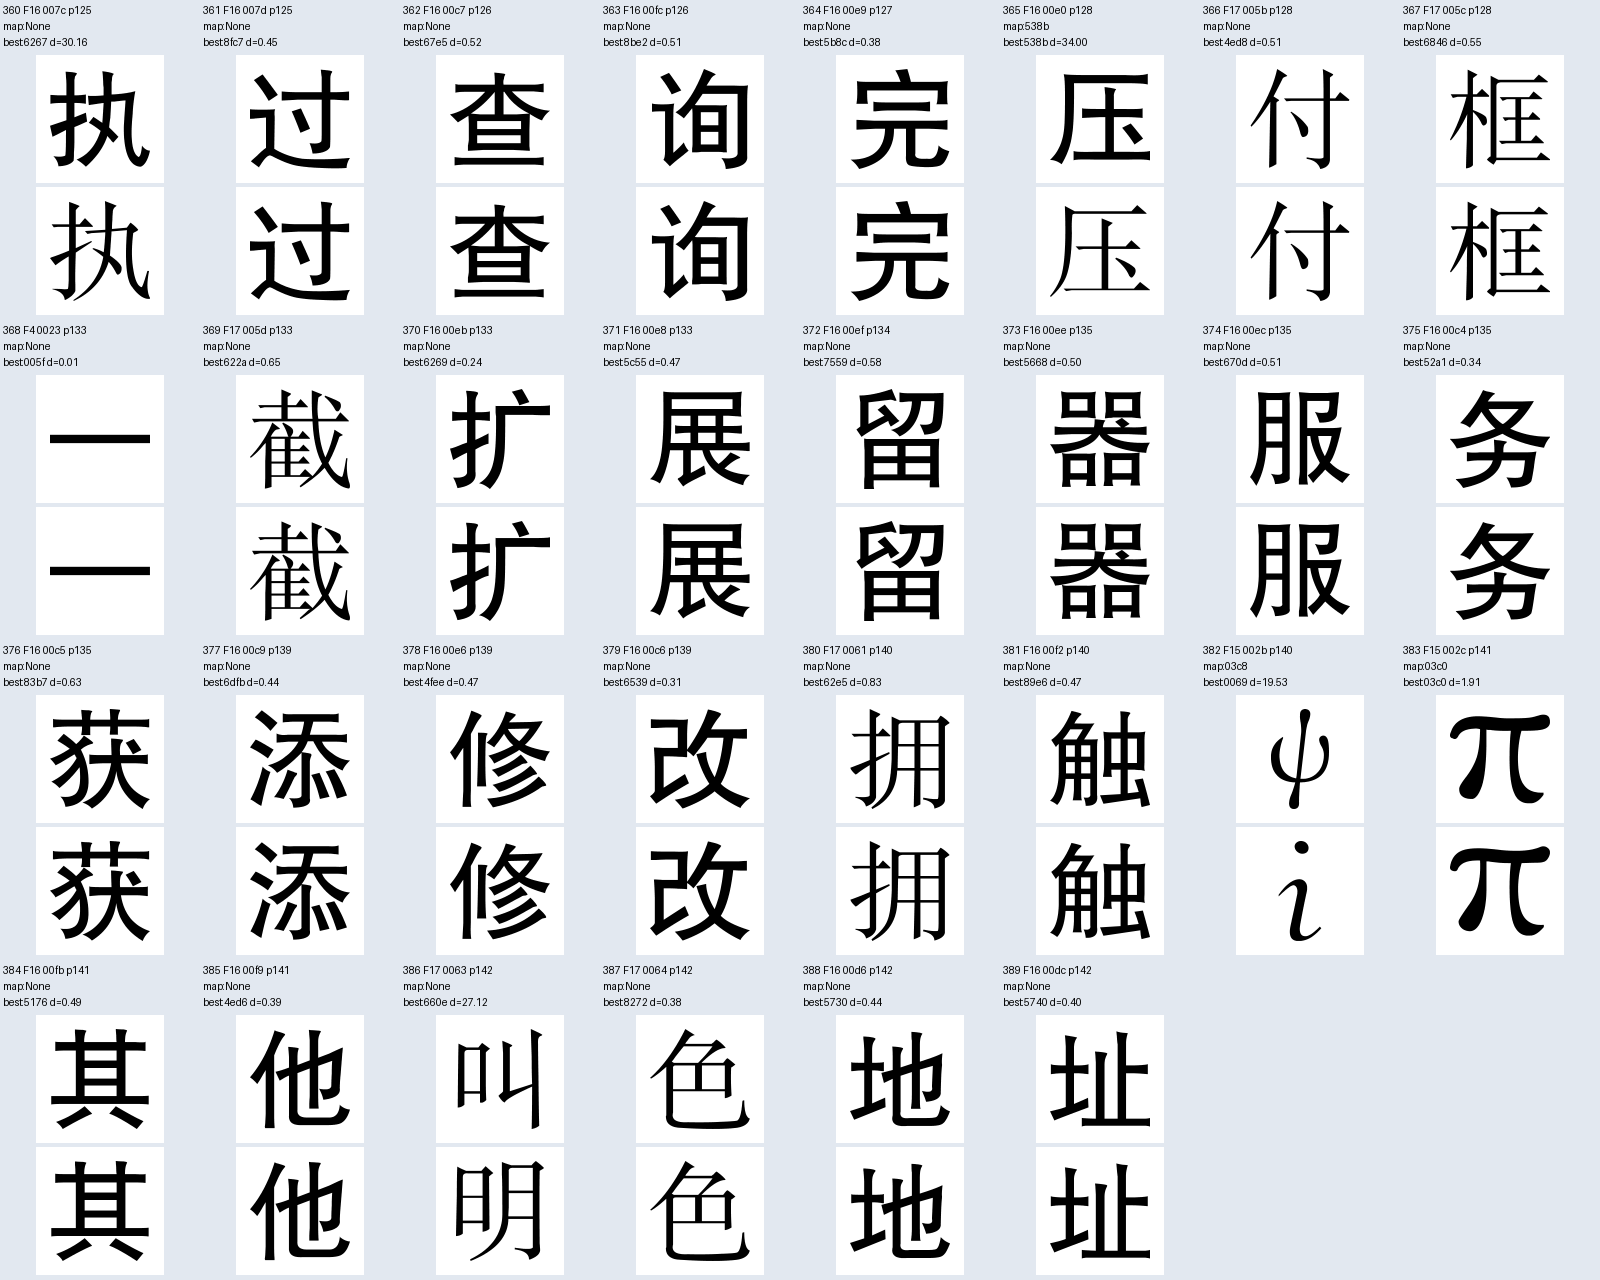 360 F16 007c p125 361 F16 007d p125 362 F16 00c7 p126 363 F16 00fc p126 364 F16 00e9 p127 365 F16 00e0 p128 366 F17 005b p128 367 F17 005c p128
map:None map:None map:None map:None map:None map:538b map:None map:None
best6267 d=30.16 best8fc7 d=0.45 best67e5 d=0.52 best8be2 d=0.51 best5b8c d=0.38 best538b d=34.00 best4ed8 d=0.51 best6846 d=0.55
执 过 查 询 完 压 付 框
执 过 查 询 完 压 付 框
368 F4 0023 p133 369 F17 005d p133 370 F16 00eb p133 371 F16 00e8 p133 372 F16 00ef p134 373 F16 00ee p135 374 F16 00ec p135 375 F16 00c4 p135
map:None map:None map:None map:None map:None map:None map:None map:None
best005f d=0.01 best622a d=0.65 best6269 d=0.24 best5c55 d=0.47 best7559 d=0.58 best5668 d=0.50 best670d d=0.51 best52a1 d=0.34
_ 截 扩 展 留 器 服 务
_ 截 扩 展 留 器 服 务
376 F16 00c5 p135 377 F16 00c9 p139 378 F16 00e6 p139 379 F16 00c6 p139 380 F17 0061 p140 381 F16 00f2 p140 382 F15 002b p140 383 F15 002c p141
map:None map:None map:None map:None map:None map:None map:03c8 map:03c0
best83b7 d=0.63 best6dfb d=0.44 best4fee d=0.47 best6539 d=0.31 best62e5 d=0.83 best89e6 d=0.47 best0069 d=19.53 best03c0 d=1.91
获 添 修 改 拥 触 ψ π
获 添 修 改 拥 触 i π
384 F16 00fb p141 385 F16 00f9 p141 386 F17 0063 p142 387 F17 0064 p142 388 F16 00d6 p142 389 F16 00dc p142
map:None map:None map:None map:None map:None map:None
best5176 d=0.49 best4ed6 d=0.39 best660e d=27.12 best8272 d=0.38 best5730 d=0.44 best5740 d=0.40
其 他 叫 色 地 址
其 他 明 色 地 址